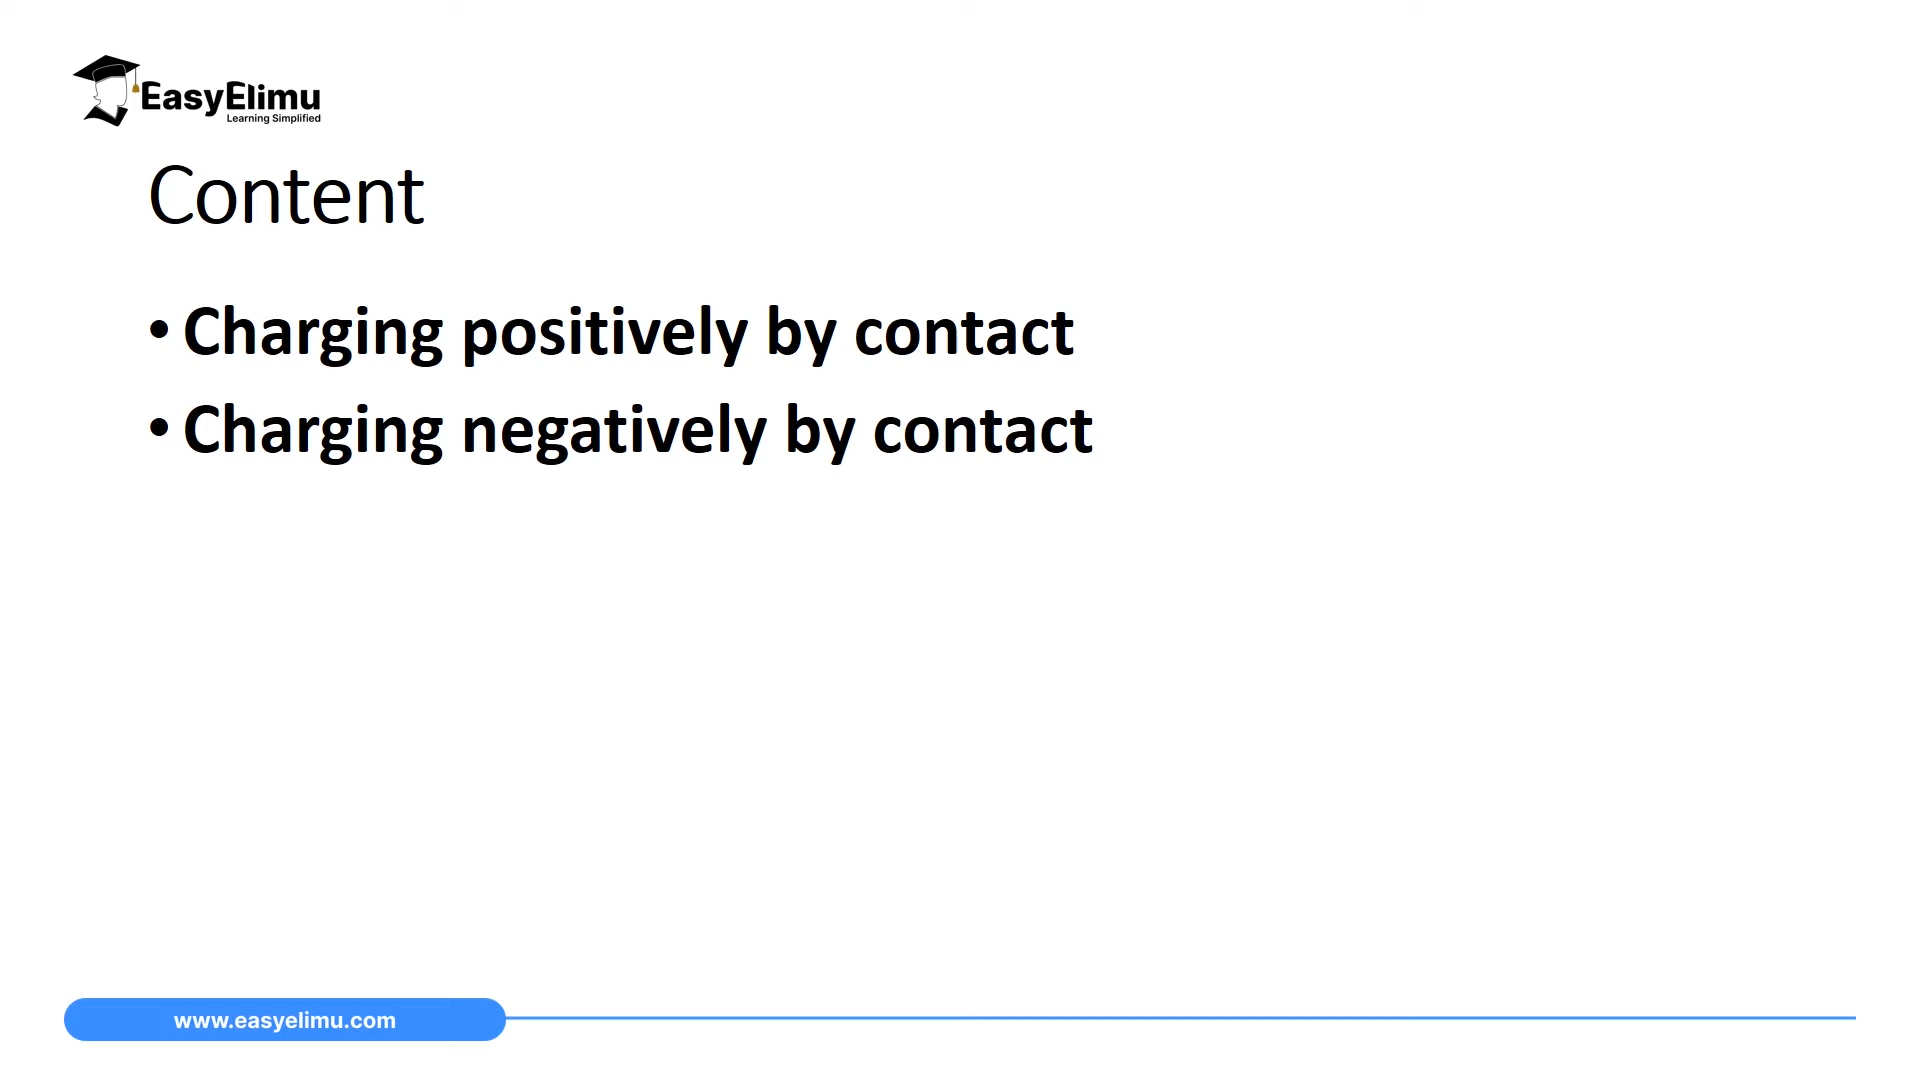 EasyElimu
Learning Simplified
Content
• Charging positively by contact
• Charging negatively by contact
www.easyelimu.com